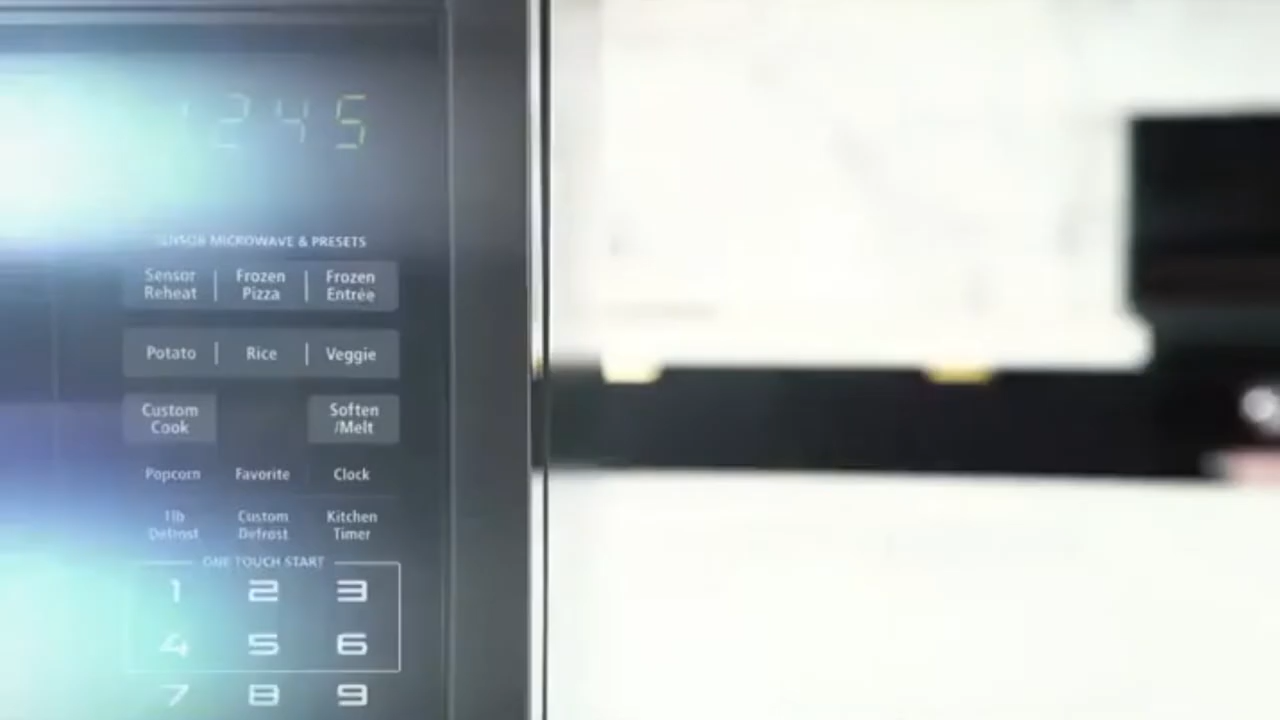 1245
SENSOR MICROWAVE & PRESETS
Sensor Reheat | Frozen Pizza | Frozen Entrée
Potato | Rice | Veggie
Custom Cook Soften /Melt
Popcorn Favorite Clock
1lb Defrost Custom Defrost Kitchen Timer
ONE TOUCH START
1 2 3
4 5 6
7 8 9